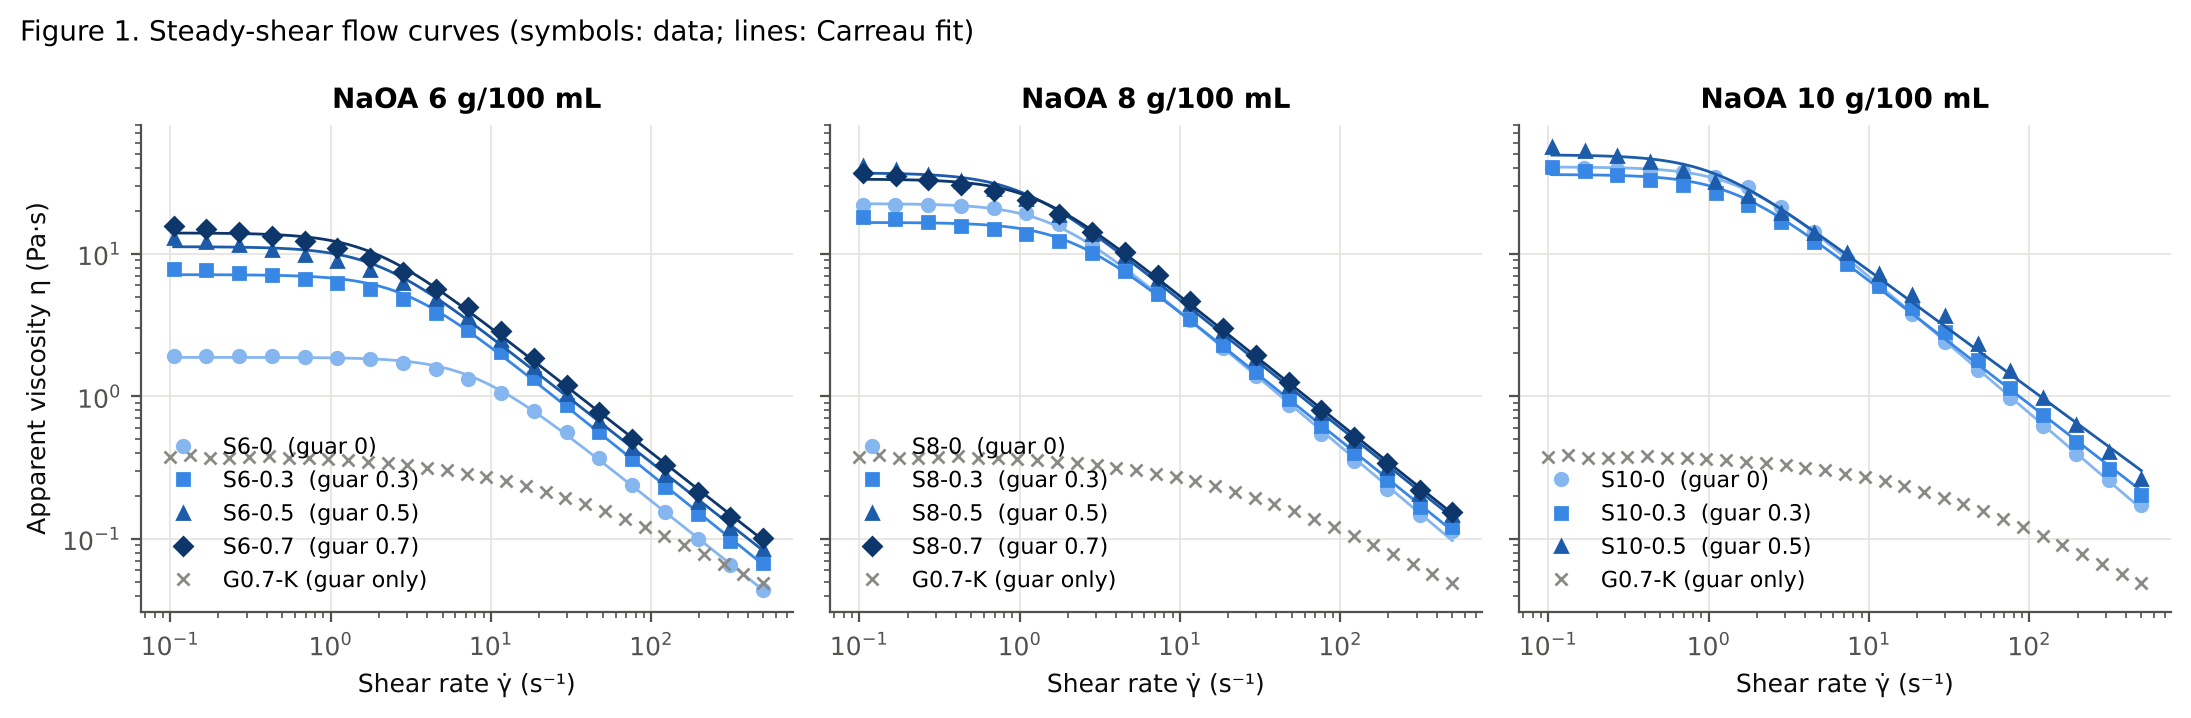 Figure 1. Steady-shear flow curves (symbols: data; lines: Carreau fit)
NaOA 6 g/100 mL
NaOA 8 g/100 mL
NaOA 10 g/100 mL
Apparent viscosity η (Pa·s)
10¹
10⁰
10⁻¹
S6-0 (guar 0)
S6-0.3 (guar 0.3)
S6-0.5 (guar 0.5)
S6-0.7 (guar 0.7)
G0.7-K (guar only)
10⁻¹ 10⁰ 10¹ 10²
Shear rate γ̇ (s⁻¹)
S8-0 (guar 0)
S8-0.3 (guar 0.3)
S8-0.5 (guar 0.5)
S8-0.7 (guar 0.7)
G0.7-K (guar only)
10⁻¹ 10⁰ 10¹ 10²
Shear rate γ̇ (s⁻¹)
S10-0 (guar 0)
S10-0.3 (guar 0.3)
S10-0.5 (guar 0.5)
G0.7-K (guar only)
10⁻¹ 10⁰ 10¹ 10²
Shear rate γ̇ (s⁻¹)